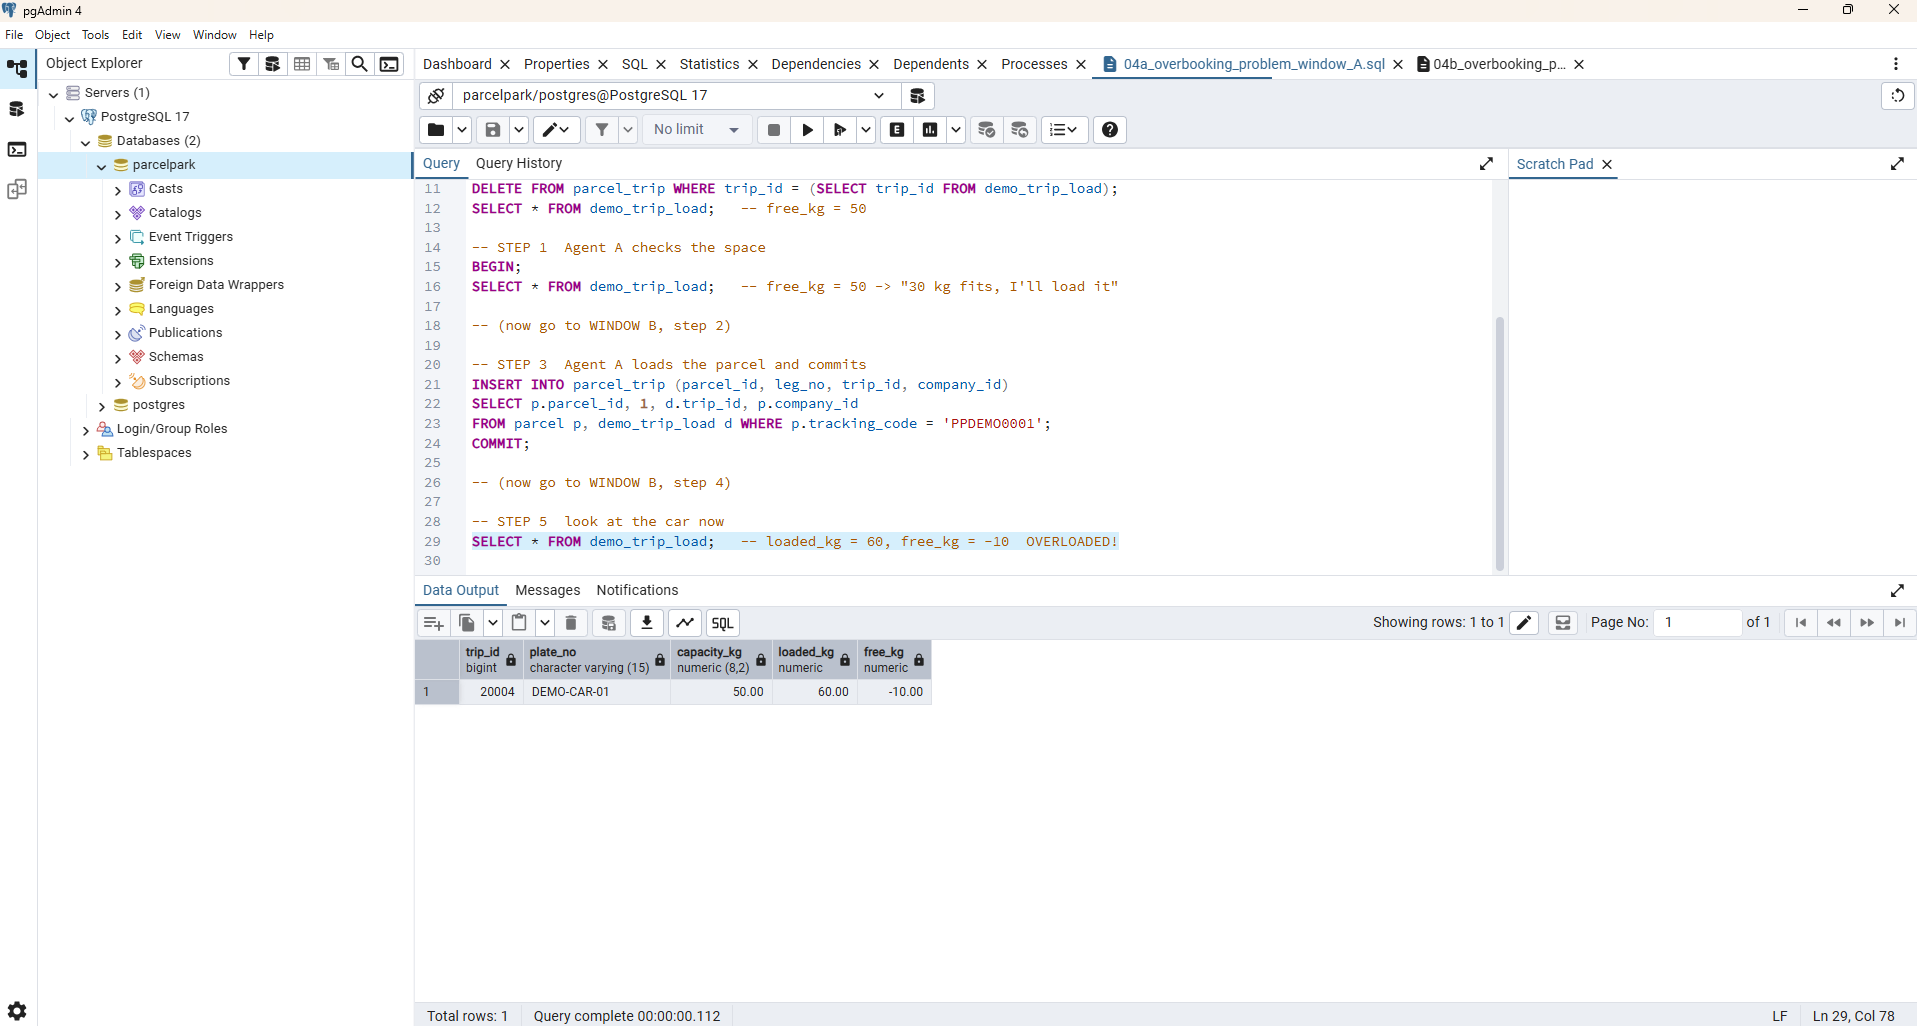 pgAdmin 4
File Object Tools Edit View Window Help
Object Explorer
Servers (1)
PostgreSQL 17
Databases (2)
parcelpark
Casts
Catalogs
Event Triggers
Extensions
Foreign Data Wrappers
Languages
Publications
Schemas
Subscriptions
postgres
Login/Group Roles
Tablespaces
Dashboard Properties SQL Statistics Dependencies Dependents Processes 04a_overbooking_problem_window_A.sql 04b_overbooking_p...
parcelpark/postgres@PostgreSQL 17
No limit E
Query Query History
Scratch Pad
11 DELETE FROM parcel_trip WHERE trip_id = (SELECT trip_id FROM demo_trip_load);
12 SELECT * FROM demo_trip_load; -- free_kg = 50
13
14 -- STEP 1 Agent A checks the space
15 BEGIN;
16 SELECT * FROM demo_trip_load; -- free_kg = 50 -> "30 kg fits, I'll load it"
17
18 -- (now go to WINDOW B, step 2)
19
20 -- STEP 3 Agent A loads the parcel and commits
21 INSERT INTO parcel_trip (parcel_id, leg_no, trip_id, company_id)
22 SELECT p.parcel_id, 1, d.trip_id, p.company_id
23 FROM parcel p, demo_trip_load d WHERE p.tracking_code = 'PPDEMO0001';
24 COMMIT;
25
26 -- (now go to WINDOW B, step 4)
27
28 -- STEP 5 look at the car now
29 SELECT * FROM demo_trip_load; -- loaded_kg = 60, free_kg = -10 OVERLOADED!
30
Data Output Messages Notifications
SQL
Showing rows: 1 to 1 Page No: 1 of 1
trip_id plate_no capacity_kg loaded_kg free_kg
bigint character varying (15) numeric (8,2) numeric numeric
1 20004 DEMO-CAR-01 50.00 60.00 -10.00
Total rows: 1 Query complete 00:00:00.112 LF Ln 29, Col 78